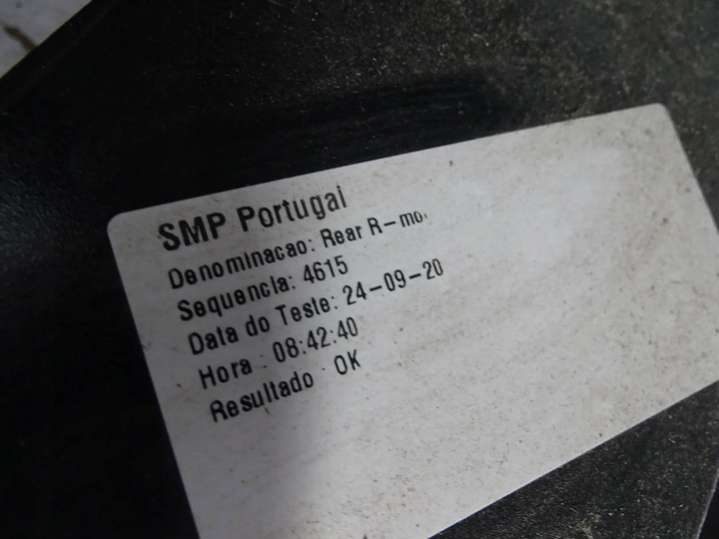 SMP Portugal
Denominacao: Rear R-mo
Sequencia: 4615
Data do Teste: 24-09-20
Hora : 08:42:40
Resultado : OK